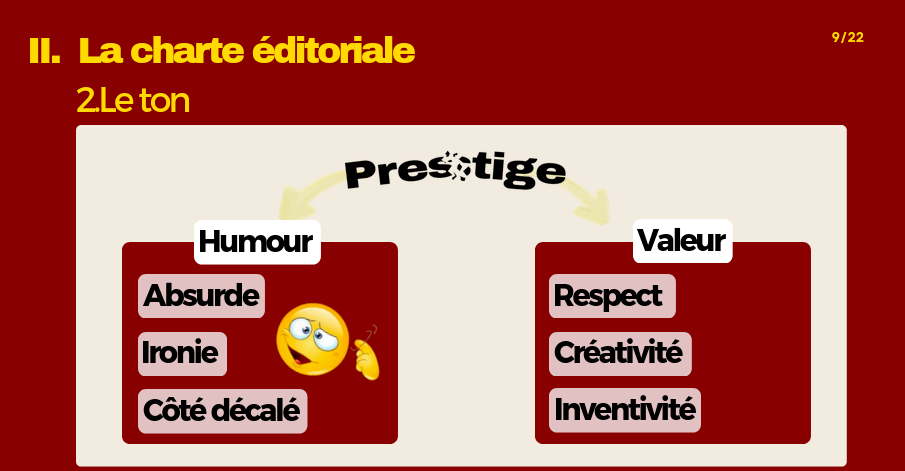 II. La charte éditoriale
9/22
2.Le ton
Prestige
Humour
Absurde
Ironie
Côté décalé
Valeur
Respect
Créativité
Inventivité